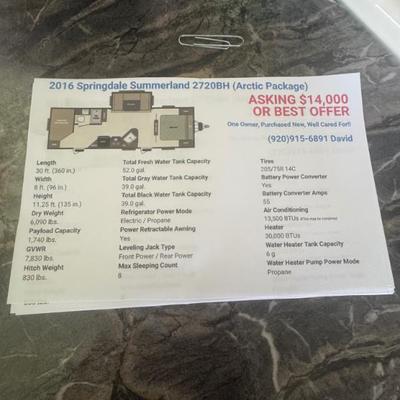 2016 Springdale Summerland 2720BH (Arctic Package)
ASKING $14,000
OR BEST OFFER
One Owner, Purchased New, Well Cared For!!
(920)915-6891 David
Length
30 ft. (360 in.)
Width
8 ft. (96 in.)
Height
11.25 ft. (135 in.)
Dry Weight
6,090 lbs.
Payload Capacity
1,740 lbs.
GVWR
7,830 lbs.
Hitch Weight
830 lbs.
Total Fresh Water Tank Capacity
52.0 gal.
Total Gray Water Tank Capacity
39.0 gal.
Total Black Water Tank Capacity
39.0 gal.
Refrigerator Power Mode
Electric / Propane
Power Retractable Awning
Yes
Leveling Jack Type
Front Power / Rear Power
Max Sleeping Count
8
Tires
205/75R 14C
Battery Power Converter
Yes
Battery Converter Amps
55
Air Conditioning
13,500 BTUs
Heater
30,000 BTUs
Water Heater Tank Capacity
6 g
Water Heater Pump Power Mode
Propane
830 lbs.